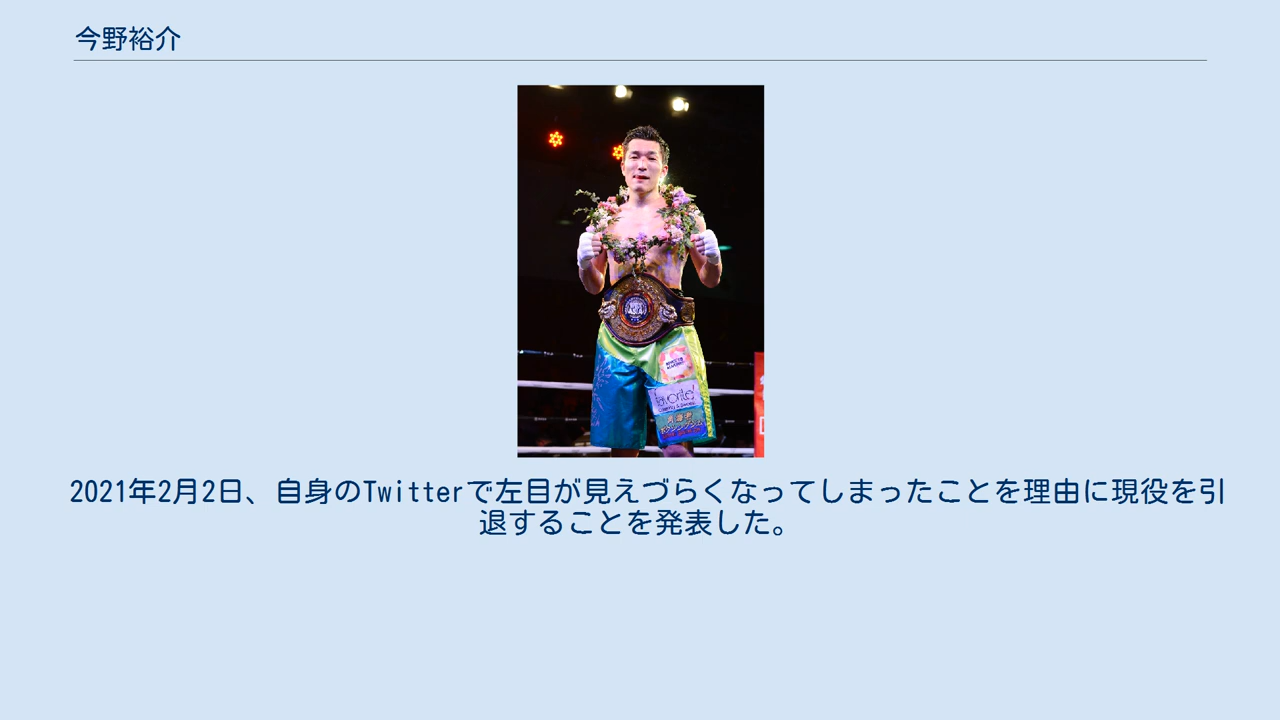 今野裕介
favorite!
2021年2月2日、自身のTwitterで左目が見えづらくなってしまったことを理由に現役を引
退することを発表した。